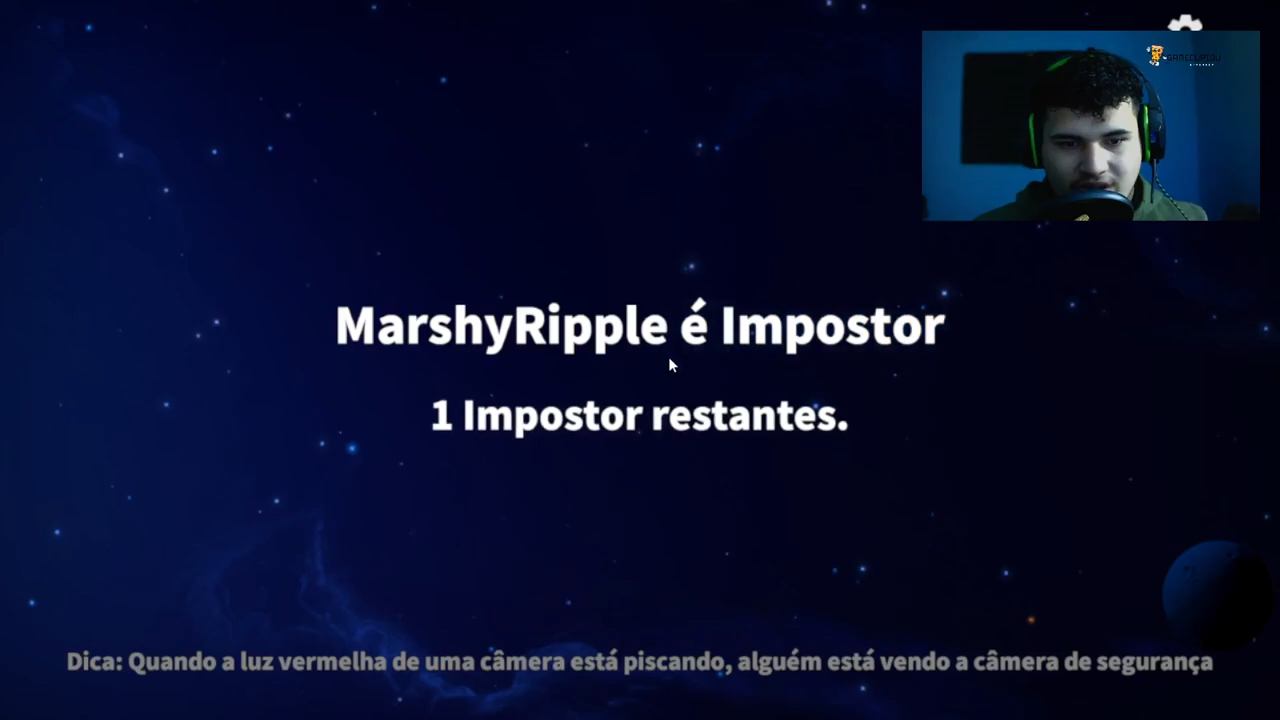 MarshyRipple é Impostor
1 Impostor restantes.
Dica: Quando a luz vermelha de uma câmera está piscando, alguém está vendo a câmera de segurança